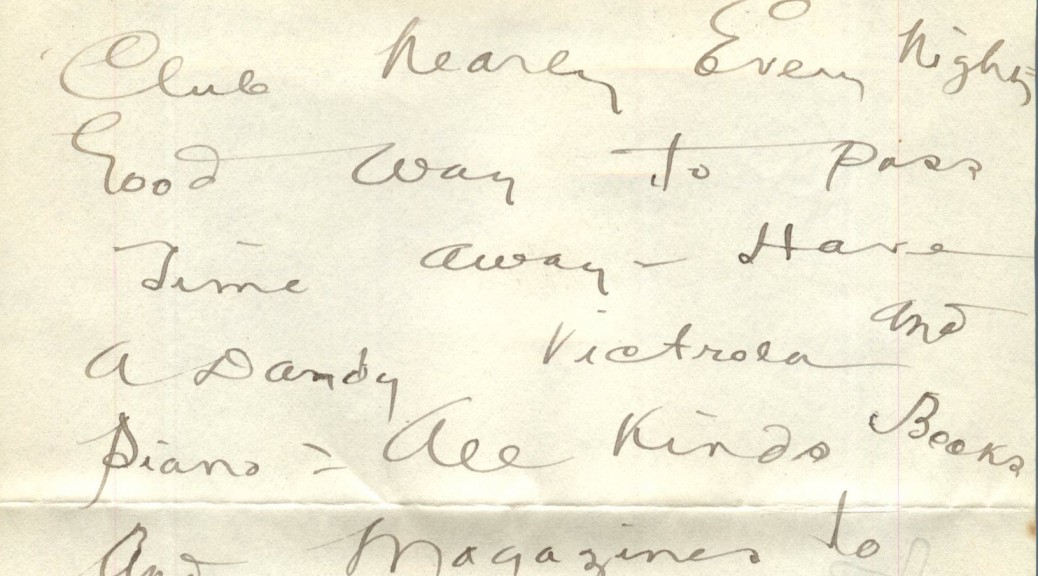 Club Nearly Every Night
Good Way to Pass
Time away - Have
A Dandy Victrola and
Piano - All Kinds Books
And Magazines to